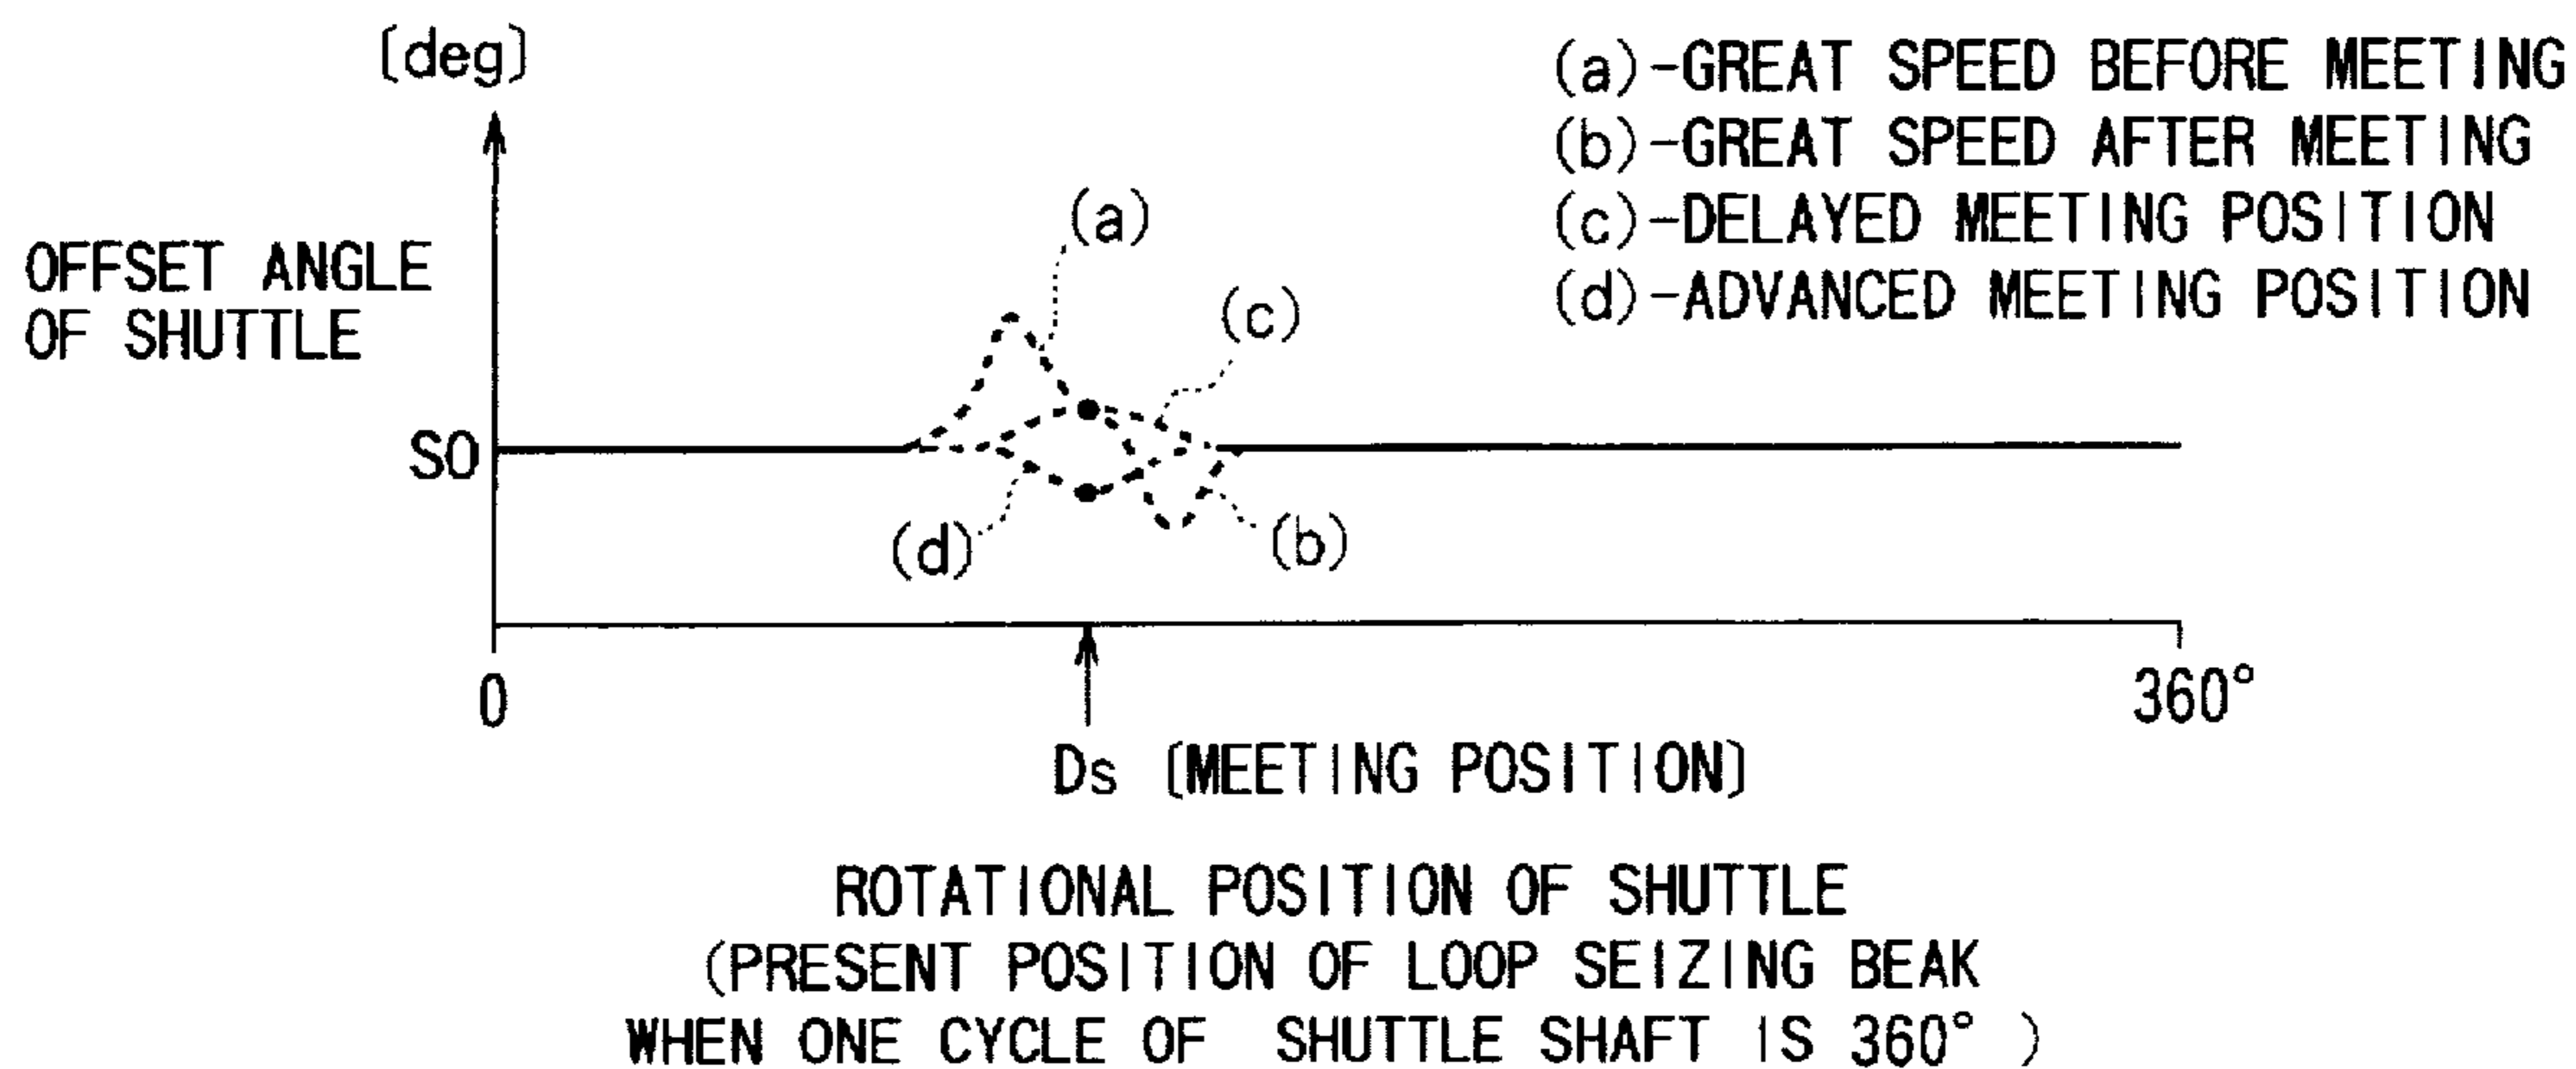 [deg]
(a)-GREAT SPEED BEFORE MEETING
(b)-GREAT SPEED AFTER MEETING
(c)-DELAYED MEETING POSITION
(d)-ADVANCED MEETING POSITION
OFFSET ANGLE
OF SHUTTLE
(a)
(c)
S0
(d)
(b)
0
360°
Ds [MEETING POSITION]
ROTATIONAL POSITION OF SHUTTLE
(PRESENT POSITION OF LOOP SEIZING BEAK
WHEN ONE CYCLE OF SHUTTLE SHAFT IS 360° )